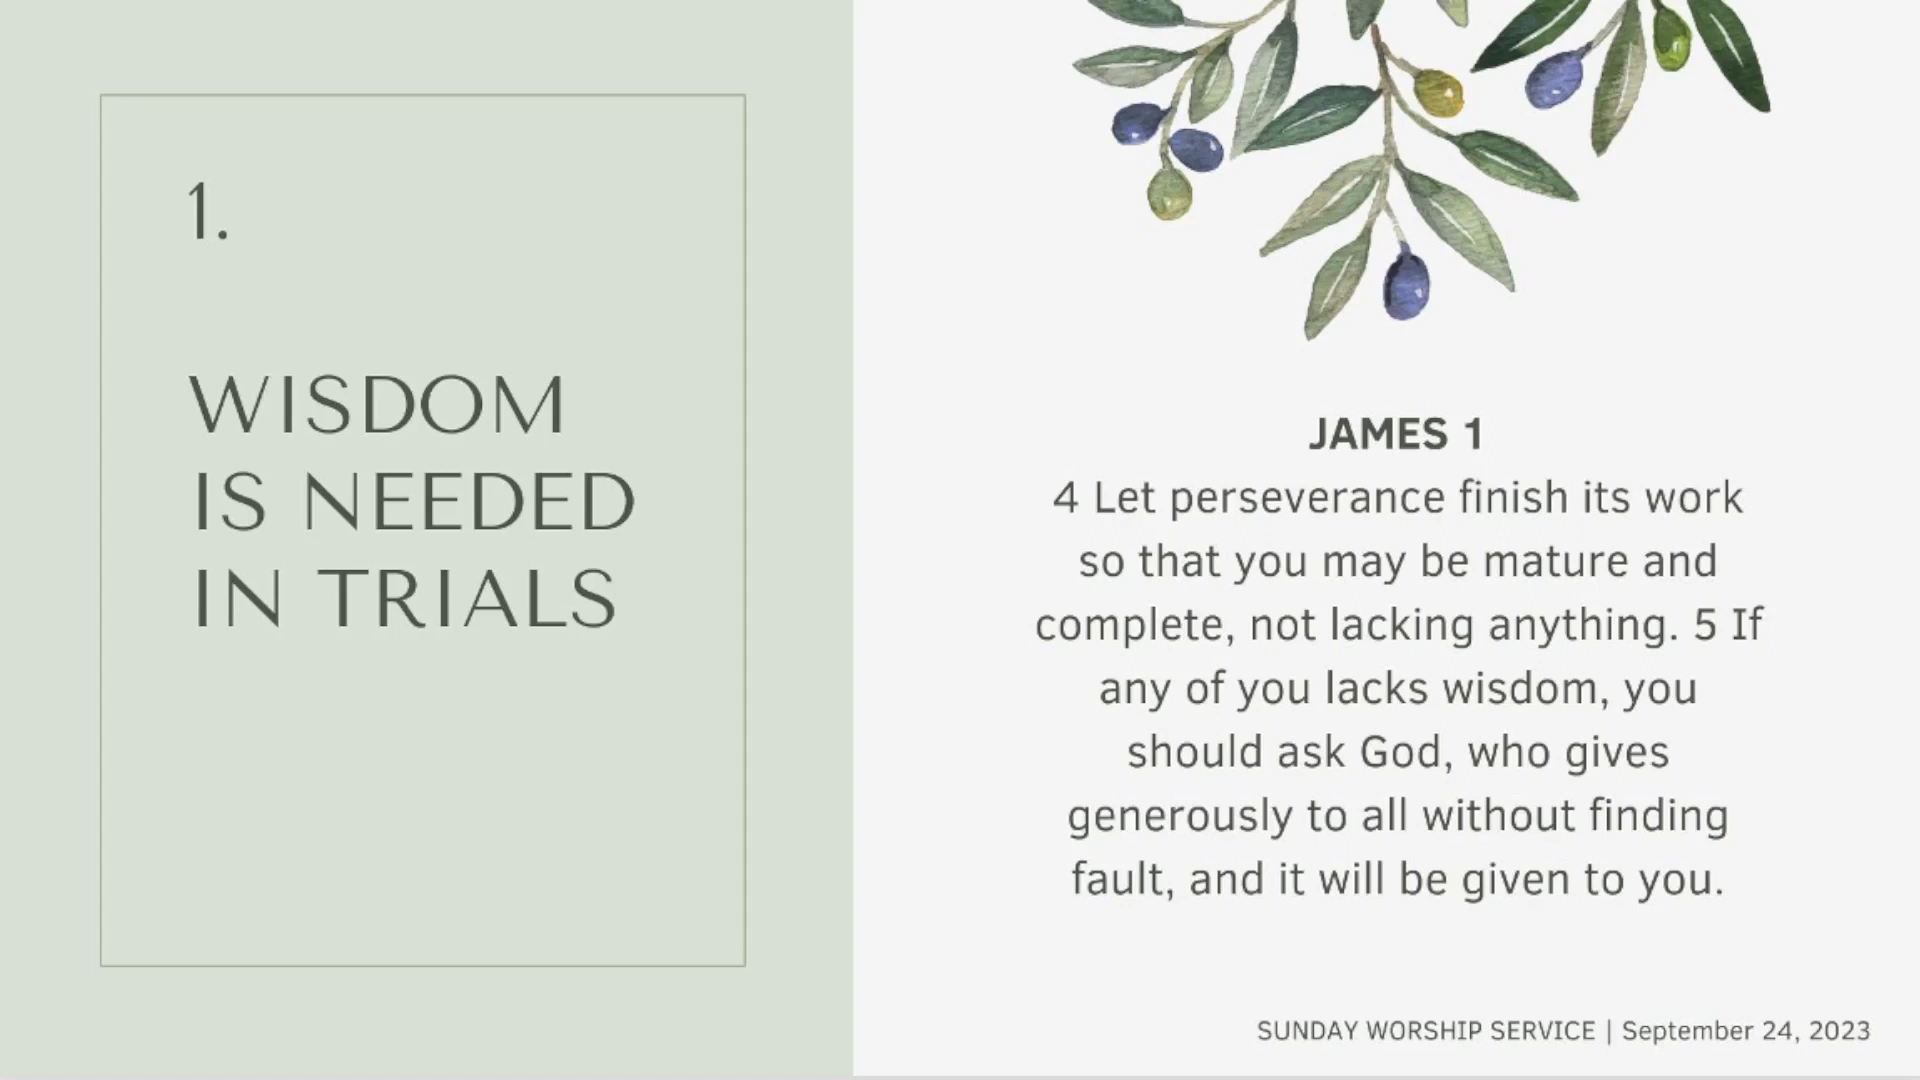 1.
WISDOM
IS NEEDED
IN TRIALS
JAMES 1
4 Let perseverance finish its work
so that you may be mature and
complete, not lacking anything. 5 If
any of you lacks wisdom, you
should ask God, who gives
generously to all without finding
fault, and it will be given to you.
SUNDAY WORSHIP SERVICE | September 24, 2023